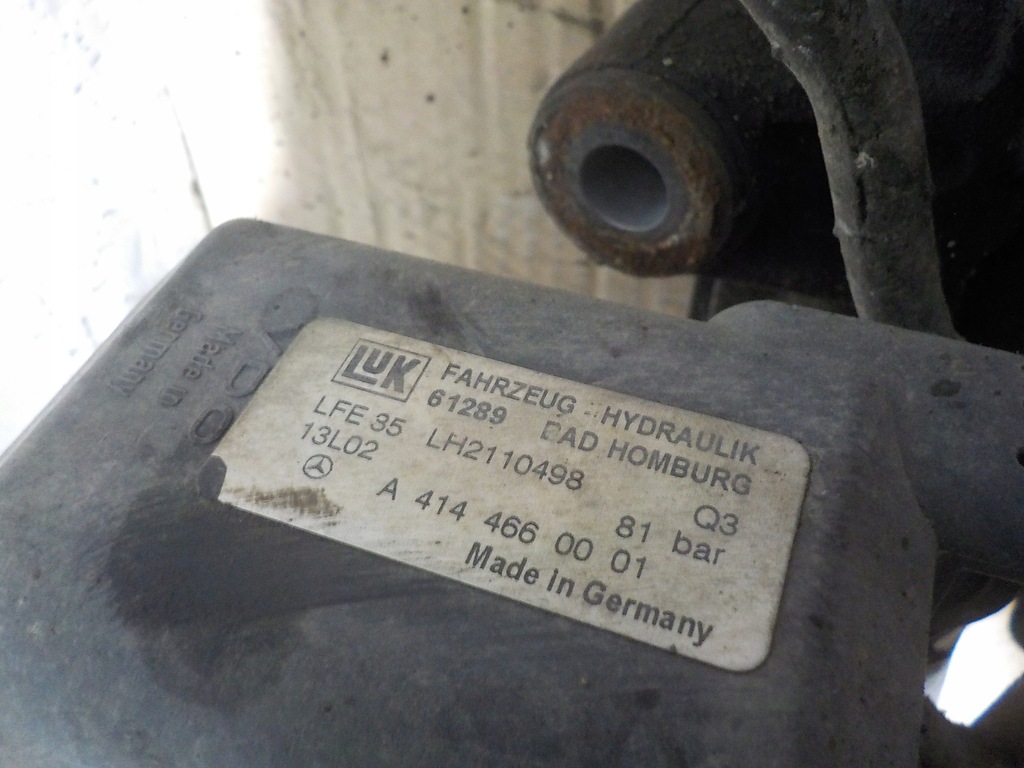 VDO
Made in
Germany
LUK
FAHRZEUG - HYDRAULIK
61289 BAD HOMBURG
LFE 35 LH2110498 Q3
13L02 81 bar
A 414 466 00 01
Made in Germany